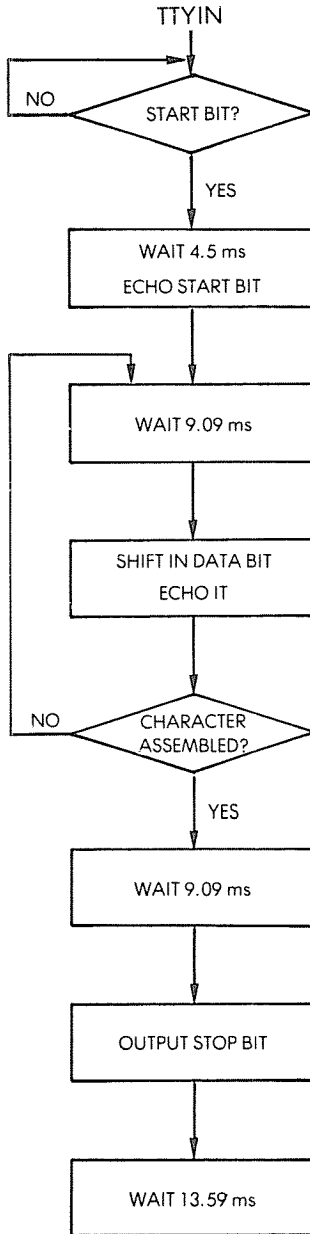 TTYIN
NO
START BIT?
YES
WAIT 4.5 ms
ECHO START BIT
WAIT 9.09 ms
SHIFT IN DATA BIT
ECHO IT
NO
CHARACTER
ASSEMBLED?
YES
WAIT 9.09 ms
OUTPUT STOP BIT
WAIT 13.59 ms